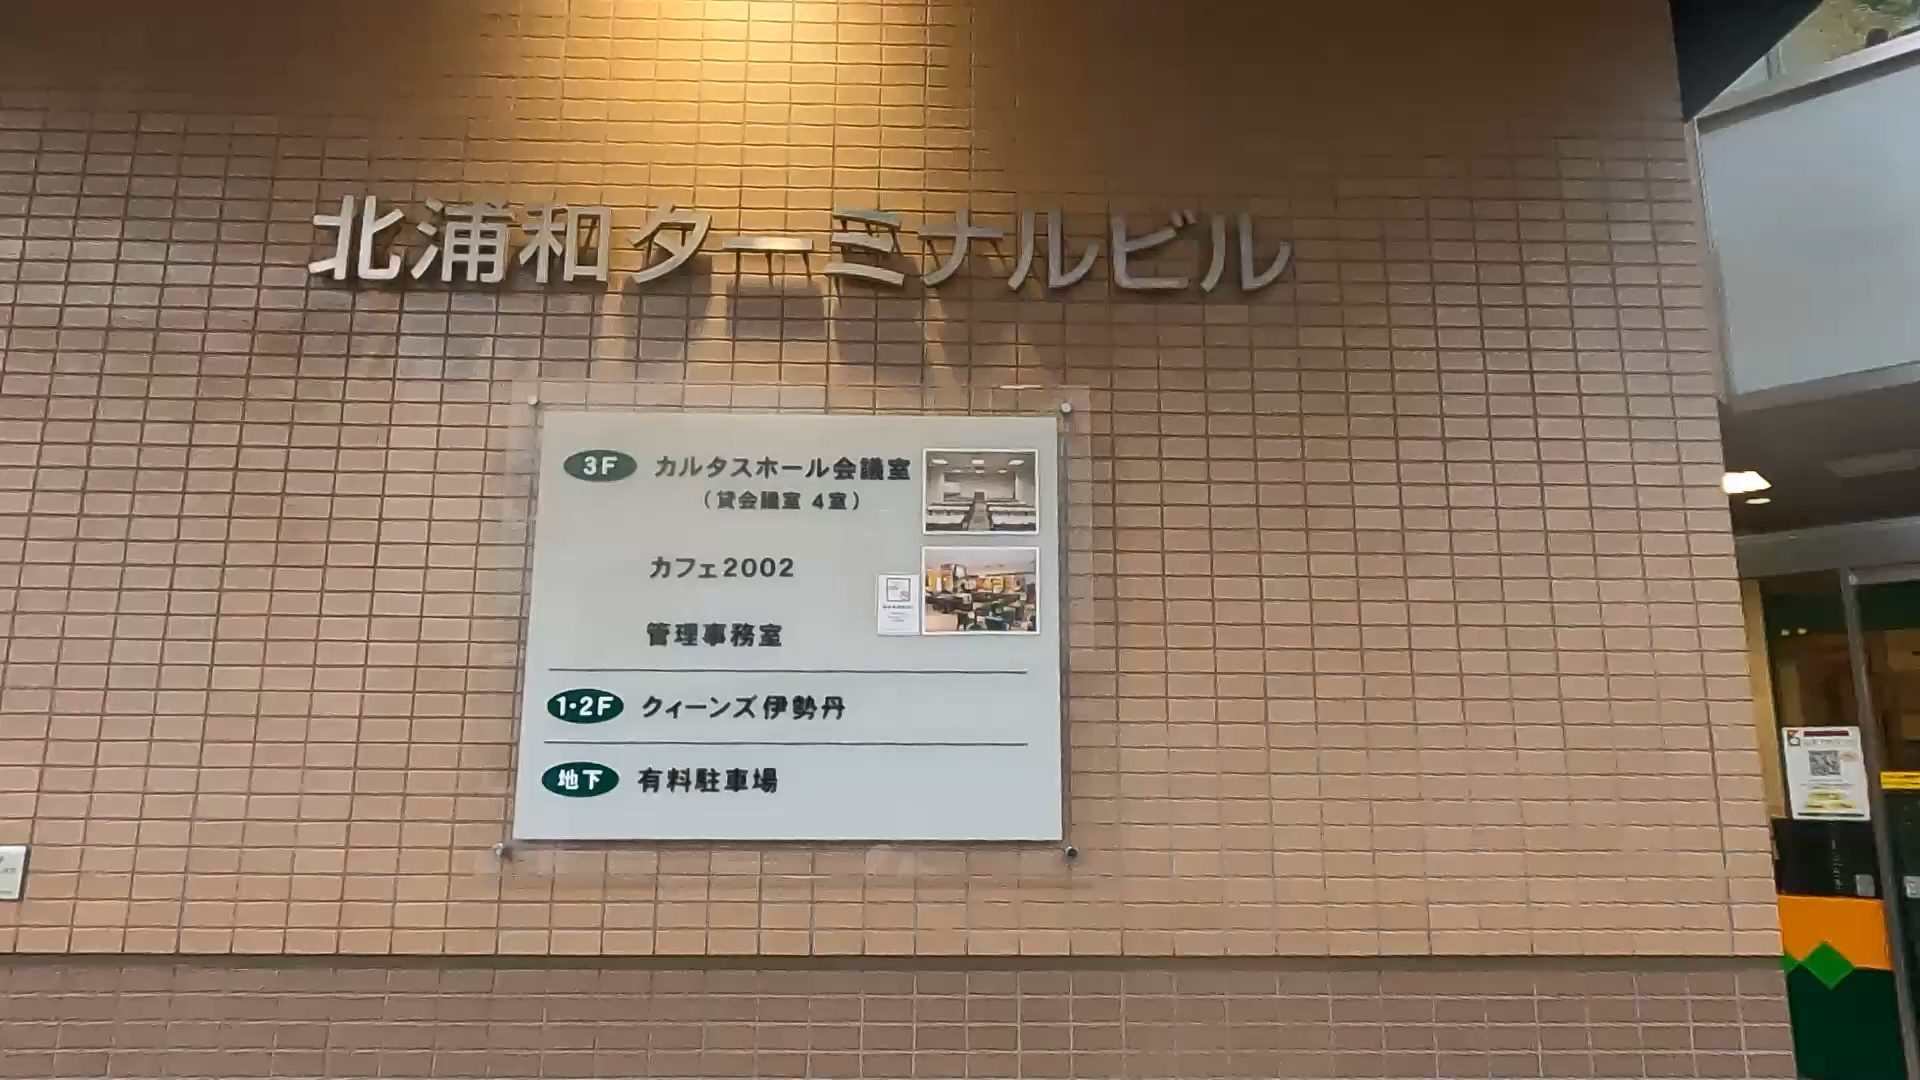 北浦和ターミナルビル
3F カルタスホール会議室
（貸会議室 4室）
カフェ2002
管理事務室
1・2F クィーンズ伊勢丹
地下 有料駐車場